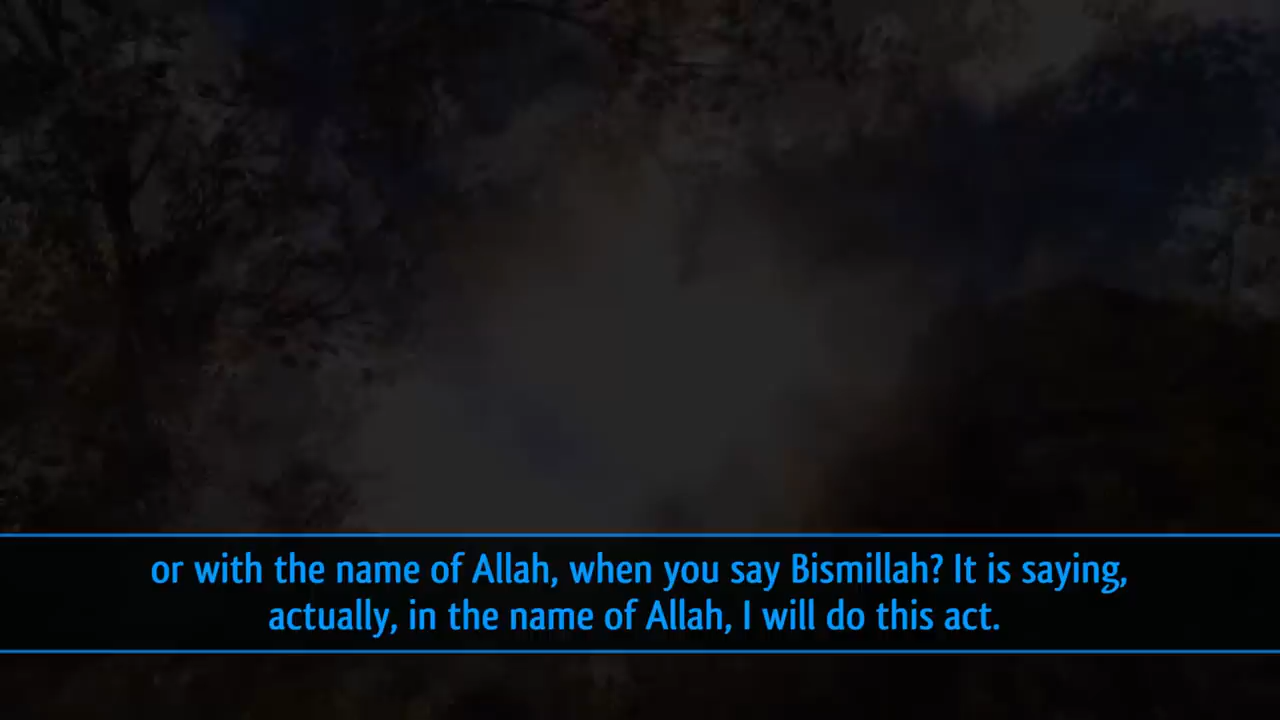 or with the name of Allah, when you say Bismillah? It is saying,
actually, in the name of Allah, I will do this act.